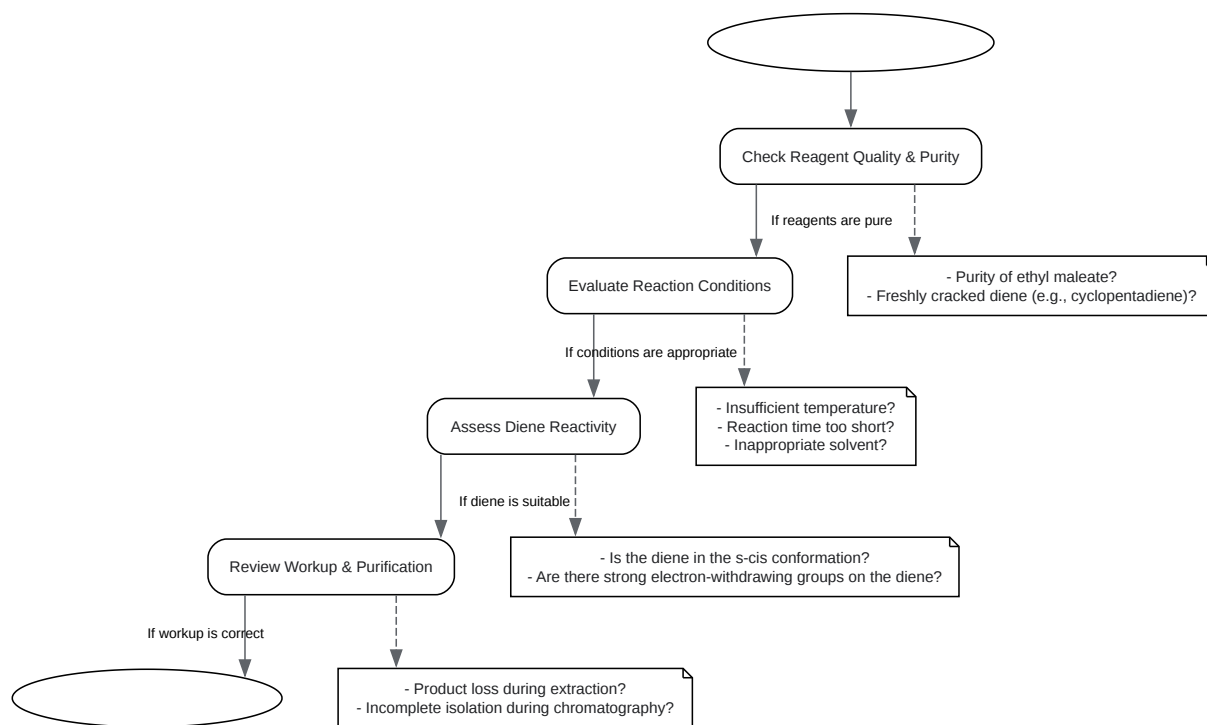 Check Reagent Quality & Purity
If reagents are pure
- Purity of ethyl maleate?
- Freshly cracked diene (e.g., cyclopentadiene)?
Evaluate Reaction Conditions
If conditions are appropriate
- Insufficient temperature?
- Reaction time too short?
- Inappropriate solvent?
Assess Diene Reactivity
If diene is suitable
- Is the diene in the s-cis conformation?
- Are there strong electron-withdrawing groups on the diene?
Review Workup & Purification
If workup is correct
- Product loss during extraction?
- Incomplete isolation during chromatography?